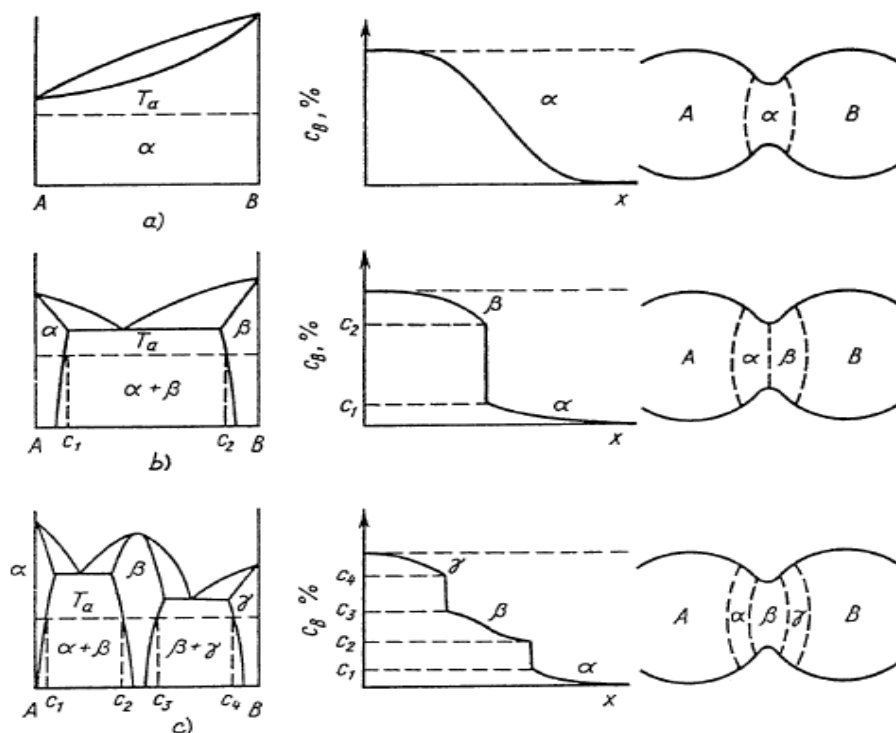 T_a
α
A B
a)
c_B, %
α
x
A α B
α β
T_a
α + β
A c_1 c_2 B
b)
c_B, %
c_2
c_1
β
α
x
A α β B
α β γ
T_a
α + β β + γ
A c_1 c_2 c_3 c_4 B
c)
c_B %
c_4
c_3
c_2
c_1
γ
β
α
x
A α β γ B